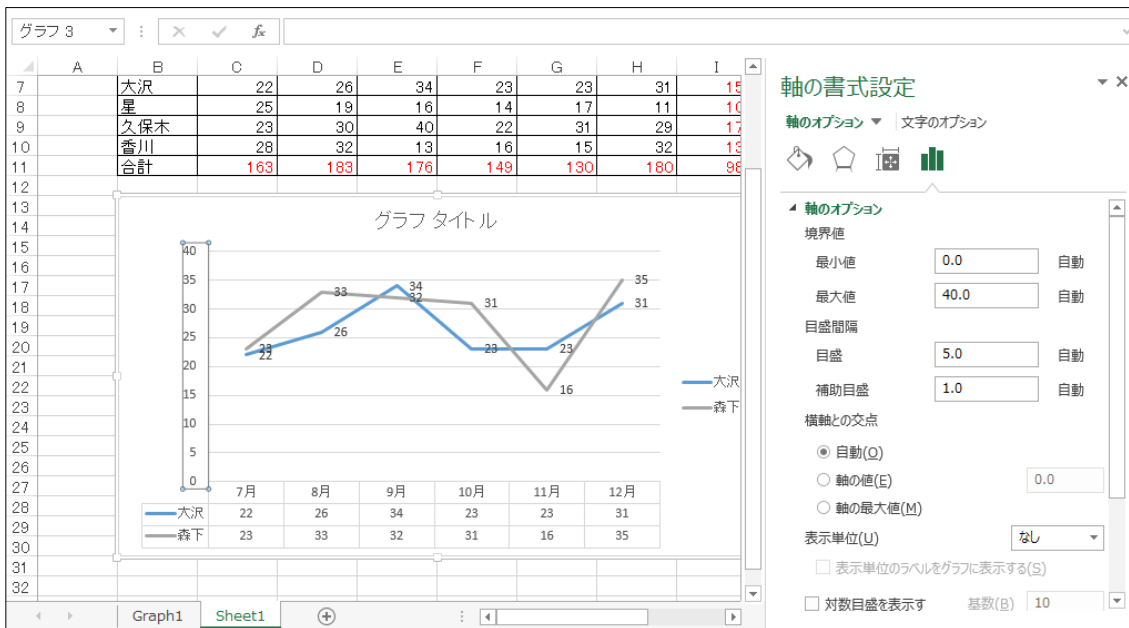 グラフ 3 fx
A B C D E F G H I
7 大沢 22 26 34 23 23 31 15
8 星 25 19 16 14 17 11 10
9 久保木 23 30 40 22 31 29 17
10 香川 28 32 13 16 15 32 13
11 合計 163 183 176 149 130 180 98
12
13
14
15
16
17
18
19
20
21
22
23
24
25
26
27
28
29
30
31
32
グラフ タイトル
40
35
30
25
20
15
10
5
0
33
34
32
35
31
31
26
23
22
23
23
16
大沢
森下
7月 8月 9月 10月 11月 12月
大沢 22 26 34 23 23 31
森下 23 33 32 31 16 35
Graph1 Sheet1
軸の書式設定
軸のオプション 文字のオプション
軸のオプション
境界値
最小値 0.0 自動
最大値 40.0 自動
目盛間隔
目盛 5.0 自動
補助目盛 1.0 自動
横軸との交点
自動(O)
軸の値(E) 0.0
軸の最大値(M)
表示単位(U) なし
表示単位のラベルをグラフに表示する(S)
対数目盛を表示す 基数(B) 10